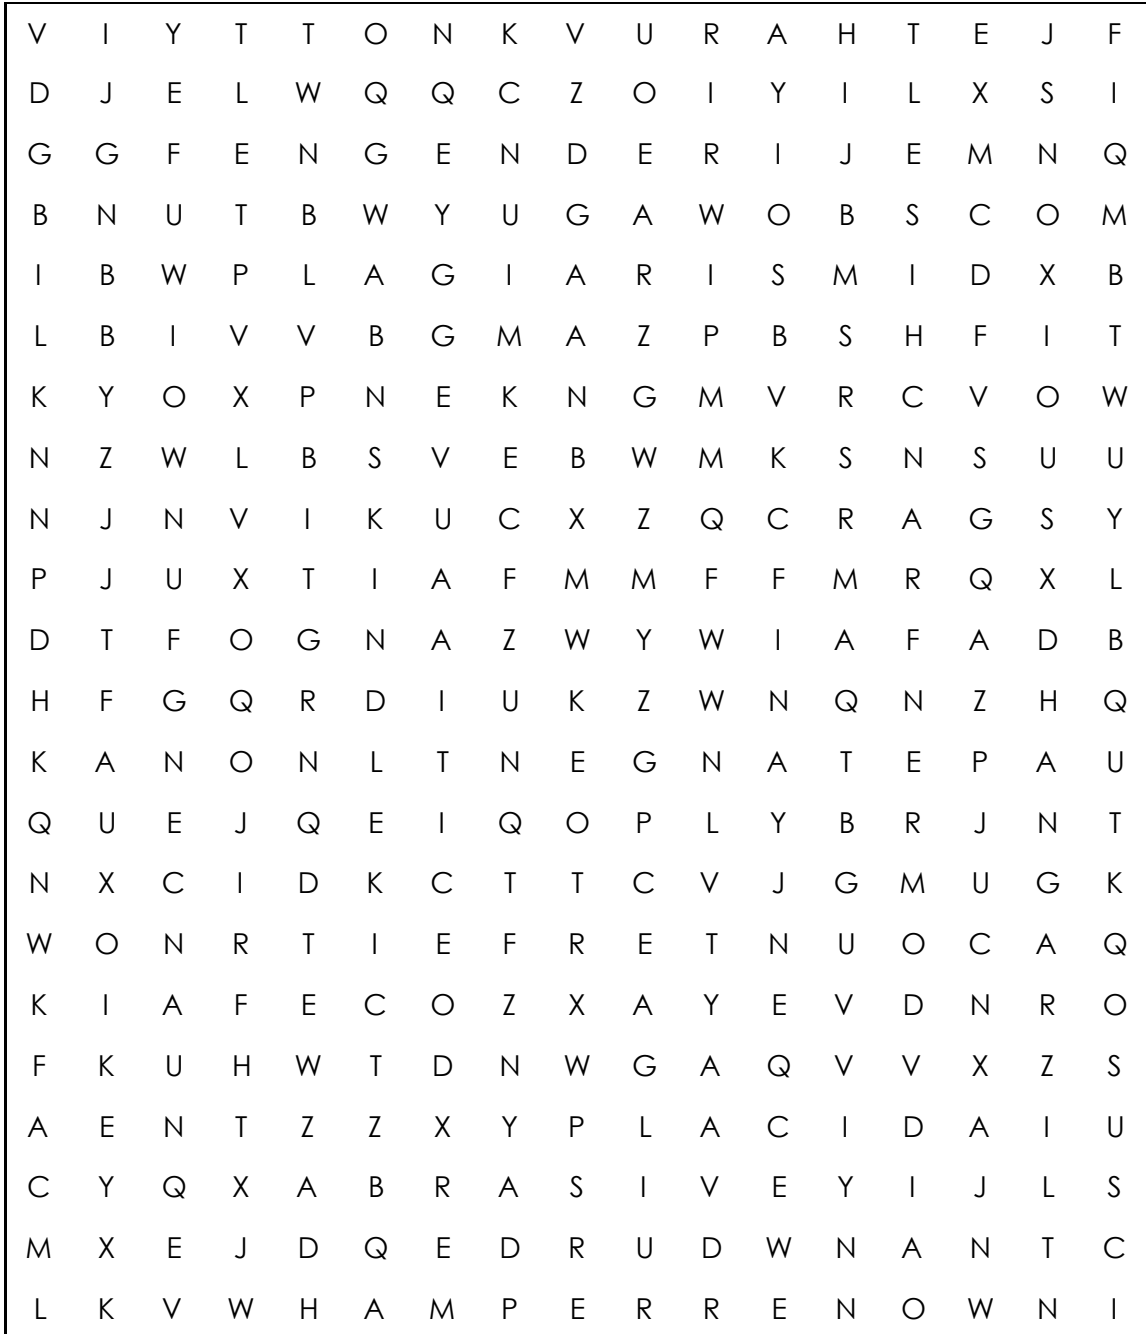 V I Y T T O N K V U R A H T E J F
D J E L W Q Q C Z O I Y I L X S I
G G F E N G E N D E R I J E M N Q
B N U T B W Y U G A W O B S C O M
I B W P L A G I A R I S M I D X B
L B I V V B G M A Z P B S H F I T
K Y O X P N E K N G M V R C V O W
N Z W L B S V E B W M K S N S U U
N J N V I K U C X Z Q C R A G S Y
P J U X T I A F M M F F M R Q X L
D T F O G N A Z W Y W I A F A D B
H F G Q R D I U K Z W N Q N Z H Q
K A N O N L T N E G N A T E P A U
Q U E J Q E I Q O P L Y B R J N T
N X C I D K C T T C V J G M U G K
W O N R T I E F R E T N U O C A Q
K I A F E C O Z X A Y E V D N R O
F K U H W T D N W G A Q V V X Z S
A E N T Z Z X Y P L A C I D A I U
C Y Q X A B R A S I V E Y I J L S
M X E J D Q E D R U D W N A N T C
L K V W H A M P E R R E N O W N I